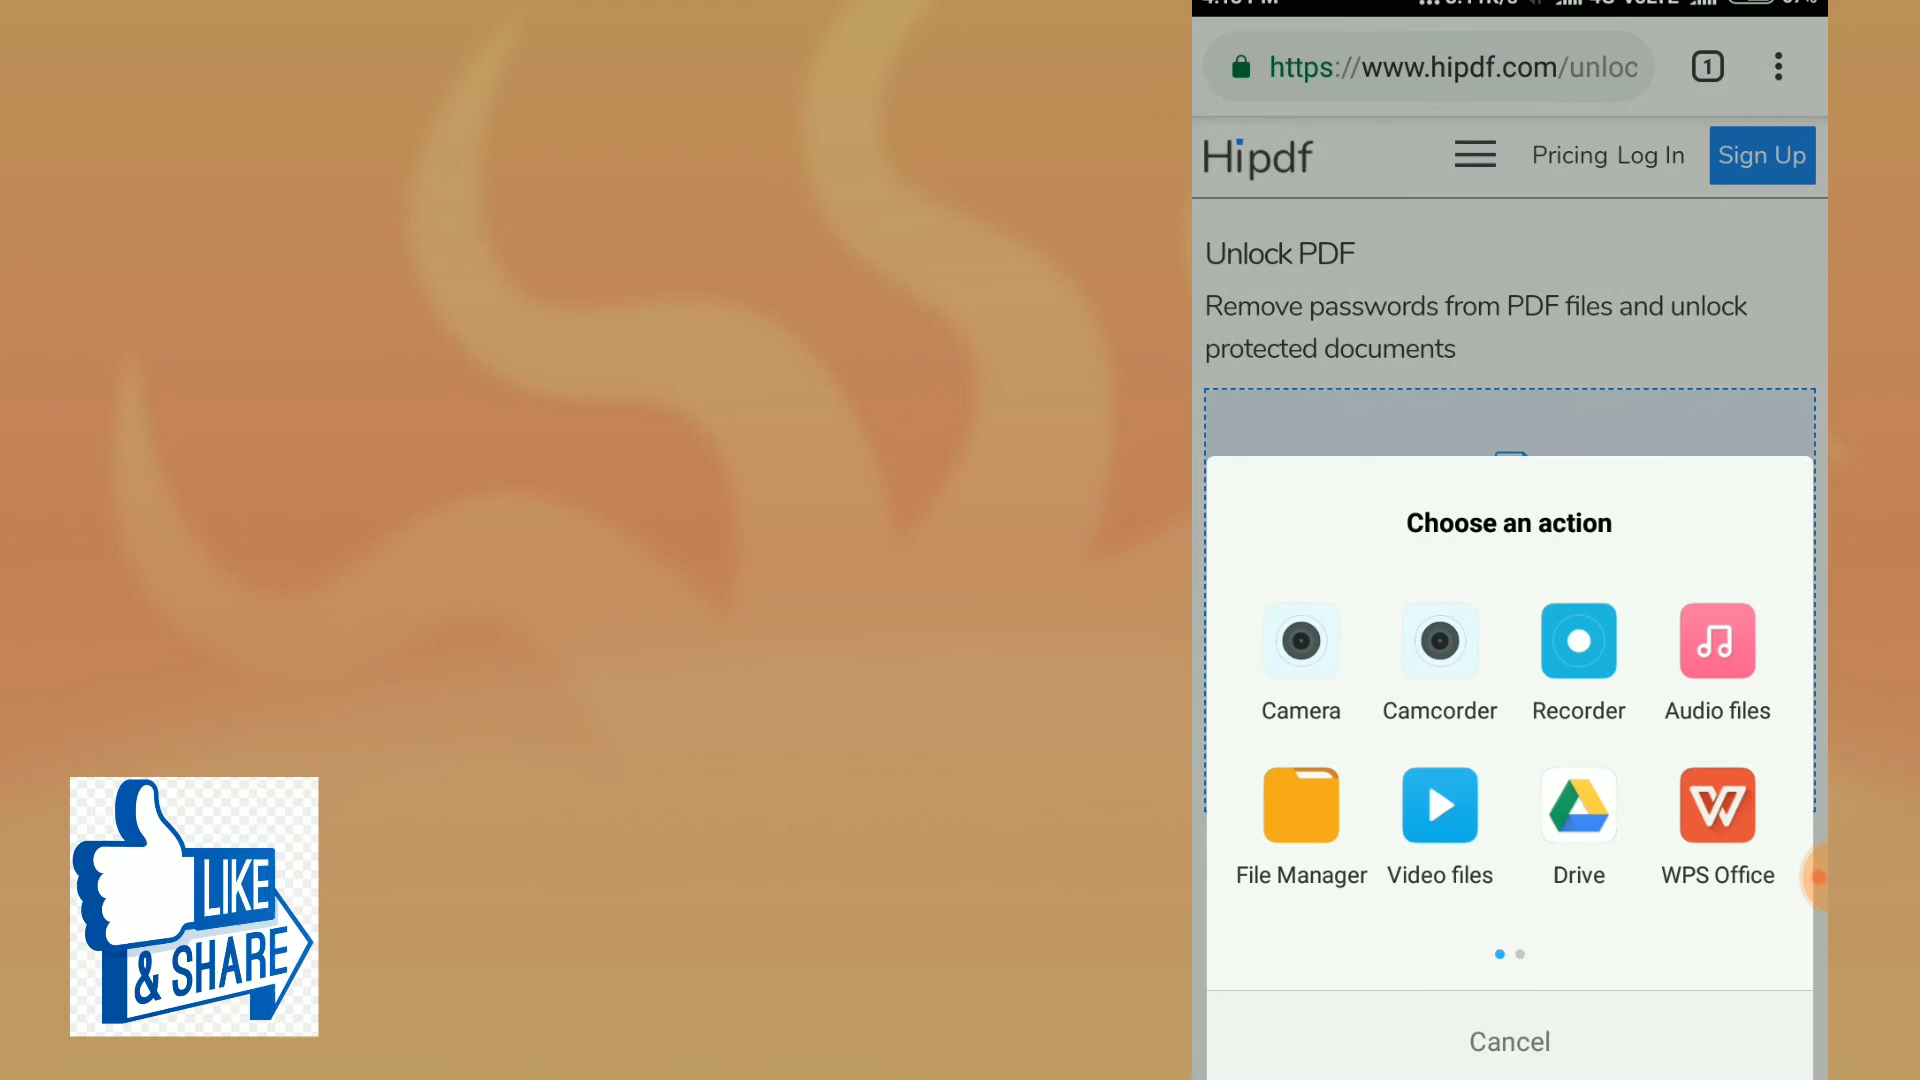 https://www.hipdf.com/unloc
1
Hipdf
Pricing Log In Sign Up
Unlock PDF
Remove passwords from PDF files and unlock
protected documents
Choose an action
Camera Camcorder Recorder Audio files
File Manager Video files Drive WPS Office
Cancel
LIKE
& SHARE